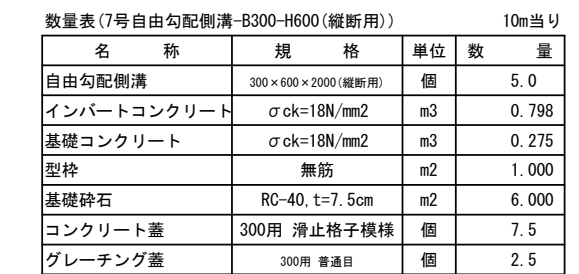 数量表(7号自由勾配側溝-B300-H600(縦断用)) 10m当り
名 称 規 格 単位 数 量
自由勾配側溝 300×600×2000(縦断用) 個 5.0
インバートコンクリート σck=18N/mm2 m3 0.798
基礎コンクリート σck=18N/mm2 m3 0.275
型枠 無筋 m2 1.000
基礎砕石 RC-40,t=7.5cm m2 6.000
コンクリート蓋 300用 滑止格子模様 個 7.5
グレーチング蓋 300用 普通目 個 2.5